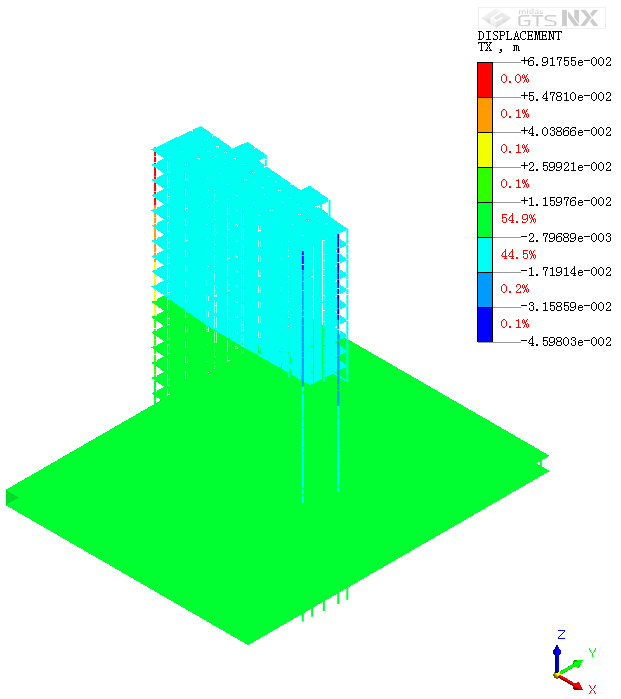 midas
GTS NX
DISPLACEMENT
TX , m
+6.91755e-002
0.0%
+5.47810e-002
0.1%
+4.03866e-002
0.1%
+2.59921e-002
0.1%
+1.15976e-002
54.9%
-2.79689e-003
44.5%
-1.71914e-002
0.2%
-3.15859e-002
0.1%
-4.59803e-002
Z
Y
X